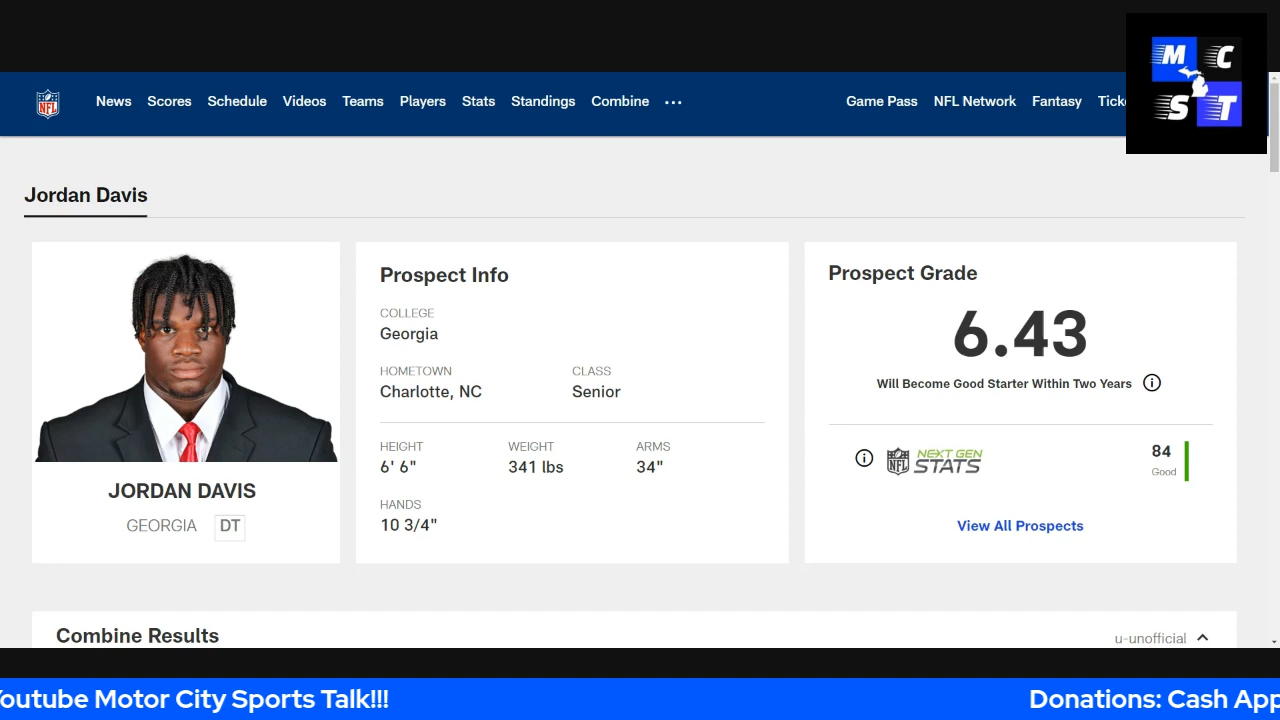 M C
S T
NFL
News Scores Schedule Videos Teams Players Stats Standings Combine ... Game Pass NFL Network Fantasy
Jordan Davis
JORDAN DAVIS
GEORGIA DT
Prospect Info
COLLEGE
Georgia
HOMETOWN CLASS
Charlotte, NC Senior
HEIGHT WEIGHT ARMS
6' 6" 341 lbs 34"
HANDS
10 3/4"
Prospect Grade
6.43
Will Become Good Starter Within Two Years
NFL NEXT GEN STATS 84
Good
View All Prospects
Combine Results u-unofficial
Youtube Motor City Sports Talk!!! Donations: Cash App